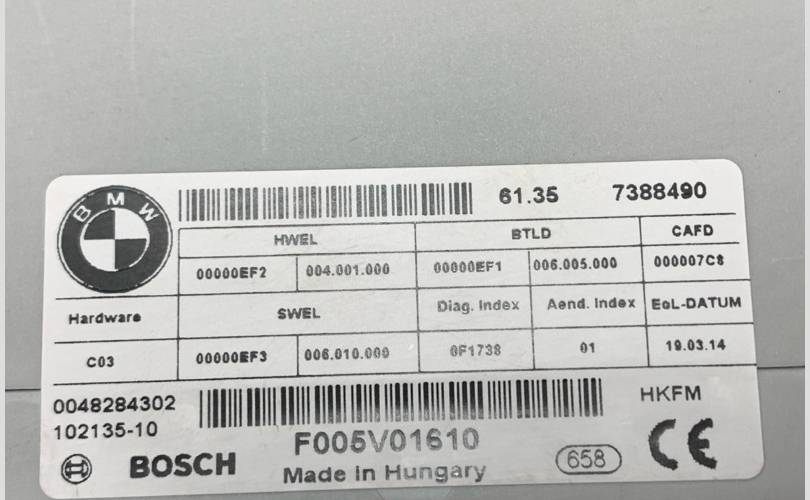 BMW 61.35 7388490
HWEL BTLD CAFD
00000EF2 004.001.000 00000EF1 006.005.000 000007C8
Hardware SWEL Diag. Index Aend. Index EoL-DATUM
C03 00000EF3 006.010.000 0F1738 01 19.03.14
0048284302 HKFM
102135-10
F005V01610
BOSCH Made in Hungary 658 CE